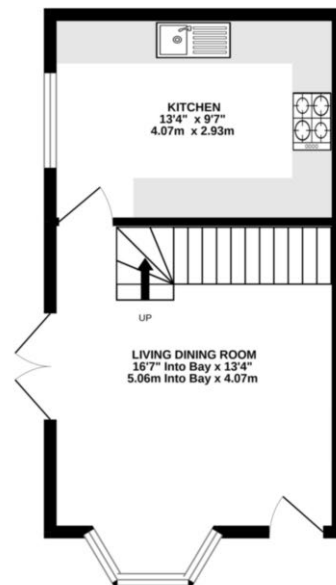 KITCHEN
13'4" x 9'7"
4.07m x 2.93m
UP
LIVING DINING ROOM
16'7" Into Bay x 13'4"
5.06m Into Bay x 4.07m